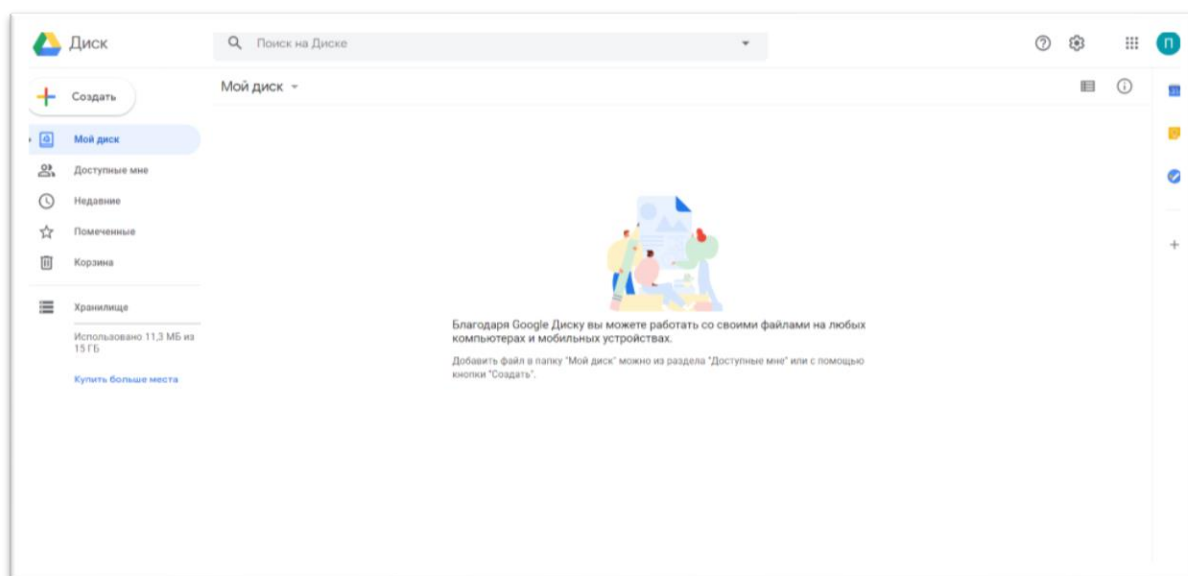 Диск
Поиск на Диске
П
Создать
Мой диск
Мой диск
Доступные мне
Недавние
Помеченные
Корзина
Хранилище
Использовано 11,3 МБ из
15 ГБ
Купить больше места
Благодаря Google Диску вы можете работать со своими файлами на любых
компьютерах и мобильных устройствах.
Добавить файл в папку "Мой диск" можно из раздела "Доступные мне" или с помощью
кнопки "Создать".